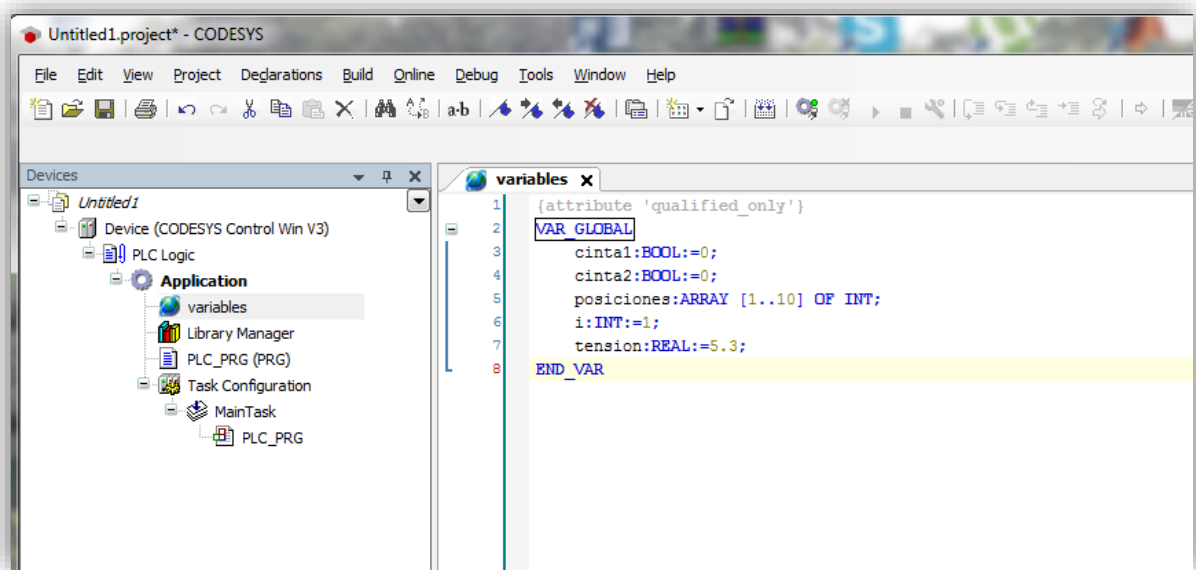 Untitled1.project* - CODESYS
File Edit View Project Declarations Build Online Debug Tools Window Help
Devices
Untitled1
Device (CODESYS Control Win V3)
PLC Logic
Application
variables
Library Manager
PLC_PRG (PRG)
Task Configuration
MainTask
PLC_PRG
variables
1 {attribute 'qualified_only'}
2 VAR_GLOBAL
3 cinta1:BOOL:=0;
4 cinta2:BOOL:=0;
5 posiciones:ARRAY [1..10] OF INT;
6 i:INT:=1;
7 tension:REAL:=5.3;
8 END_VAR